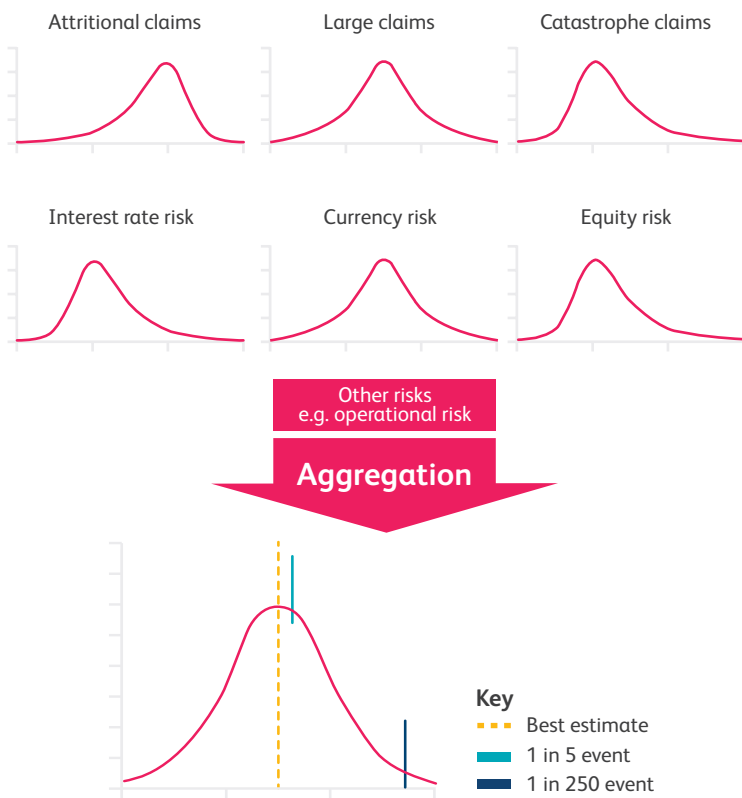 Attritional claims
Large claims
Catastrophe claims
Interest rate risk
Currency risk
Equity risk
Other risks
e.g. operational risk
Aggregation
Key
Best estimate
1 in 5 event
1 in 250 event